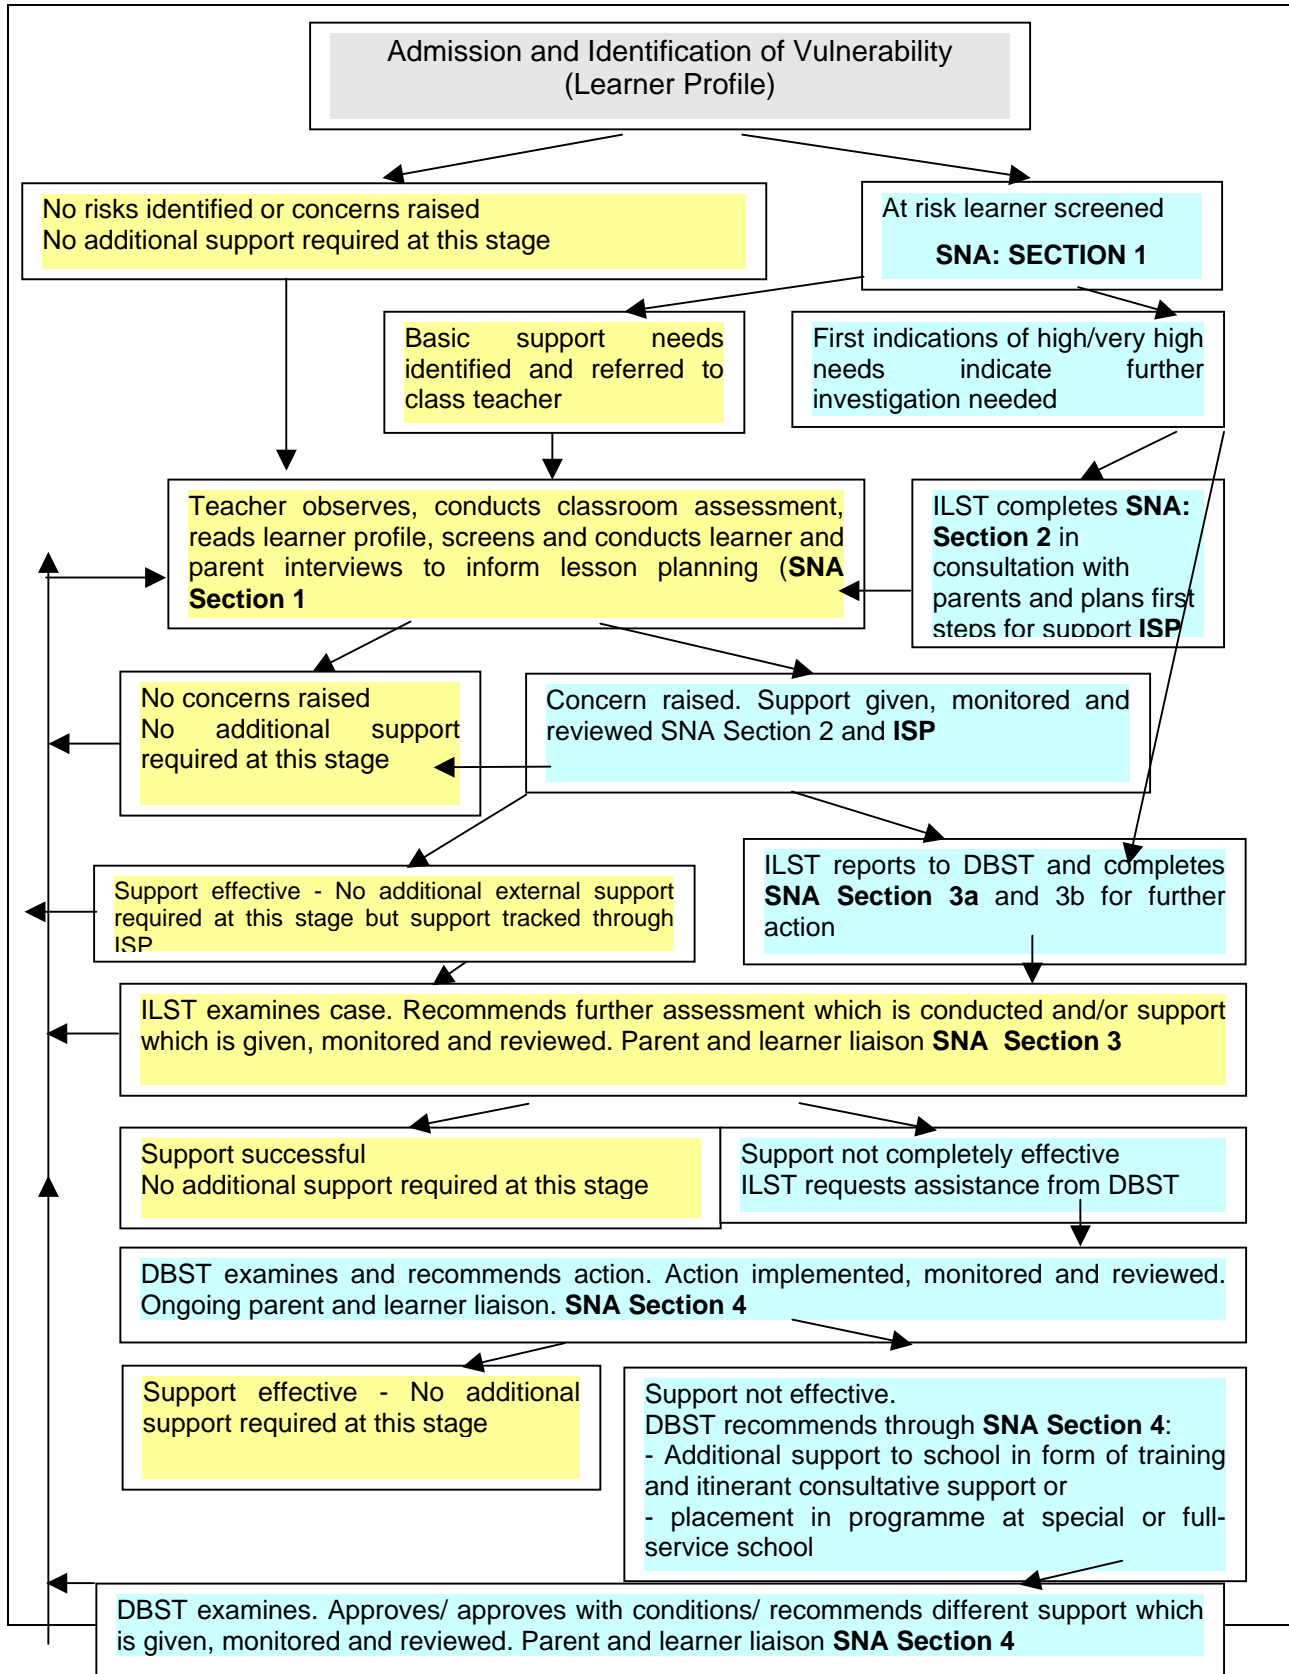 Admission and Identification of Vulnerability
(Learner Profile)
No risks identified or concerns raised
No additional support required at this stage
At risk learner screened
SNA: SECTION 1
Basic support needs
identified and referred to
class teacher
First indications of high/very high
needs indicate further
investigation needed
Teacher observes, conducts classroom assessment,
reads learner profile, screens and conducts learner and
parent interviews to inform lesson planning (SNA
Section 1
ILST completes SNA:
Section 2 in
consultation with
parents and plans first
steps for support ISP
No concerns raised
No additional support
required at this stage
Concern raised. Support given, monitored and
reviewed SNA Section 2 and ISP
Support effective - No additional external support
required at this stage but support tracked through
ISP
ILST reports to DBST and completes
SNA Section 3a and 3b for further
action
ILST examines case. Recommends further assessment which is conducted and/or support
which is given, monitored and reviewed. Parent and learner liaison SNA Section 3
Support successful
No additional support required at this stage
Support not completely effective
ILST requests assistance from DBST
DBST examines and recommends action. Action implemented, monitored and reviewed.
Ongoing parent and learner liaison. SNA Section 4
Support effective - No additional
support required at this stage
Support not effective.
DBST recommends through SNA Section 4:
- Additional support to school in form of training
and itinerant consultative support or
- placement in programme at special or full-
service school
DBST examines. Approves/ approves with conditions/ recommends different support which
is given, monitored and reviewed. Parent and learner liaison SNA Section 4